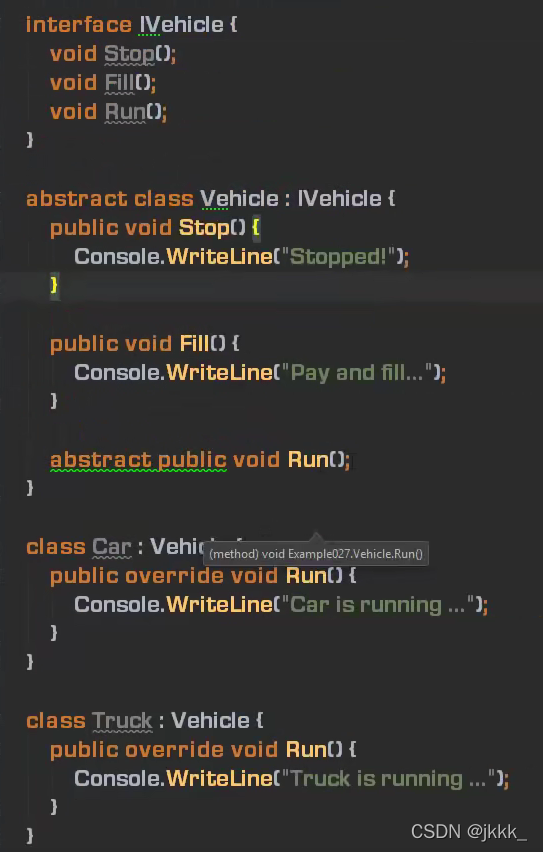 interface IVehicle {
void Stop();
void Fill();
void Run();
}
abstract class Vehicle : IVehicle {
public void Stop() {
Console.WriteLine("Stopped!");
}
public void Fill() {
Console.WriteLine("Pay and fill...");
}
abstract public void Run();
}
class Car : Vehic
(method) void Example027.Vehicle.Run()
public override void Run() {
Console.WriteLine("Car is running ...");
}
}
class Truck : Vehicle {
public override void Run() {
Console.WriteLine("Truck is running ...");
}
}
CSDN @jkkk_